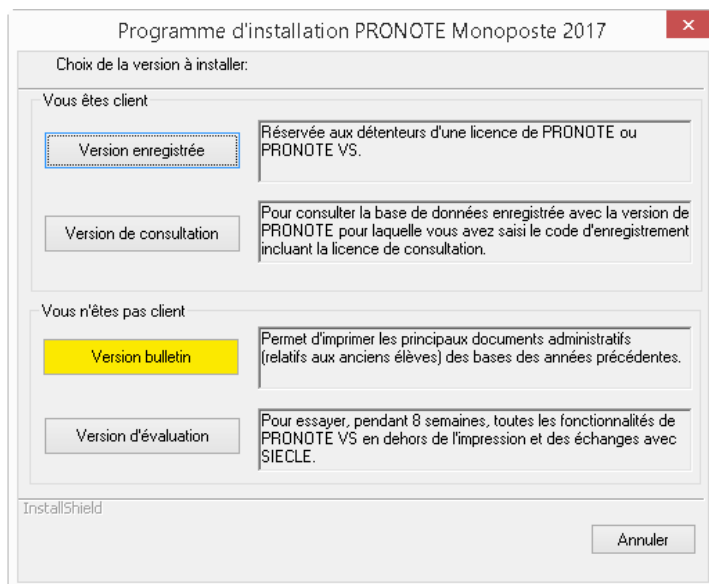 Programme d'installation PRONOTE Monoposte 2017
Choix de la version à installer:
Vous êtes client
Version enregistrée
Réservée aux détenteurs d'une licence de PRONOTE ou
PRONOTE VS.
Version de consultation
Pour consulter la base de données enregistrée avec la version de
PRONOTE pour laquelle vous avez saisi le code d'enregistrement
incluant la licence de consultation.
Vous n'êtes pas client
Version bulletin
Permet d'imprimer les principaux documents administratifs
(relatifs aux anciens élèves) des bases des années précédentes.
Version d'évaluation
Pour essayer, pendant 8 semaines, toutes les fonctionnalités de
PRONOTE VS en dehors de l'impression et des échanges avec
SIECLE.
InstallShield
Annuler